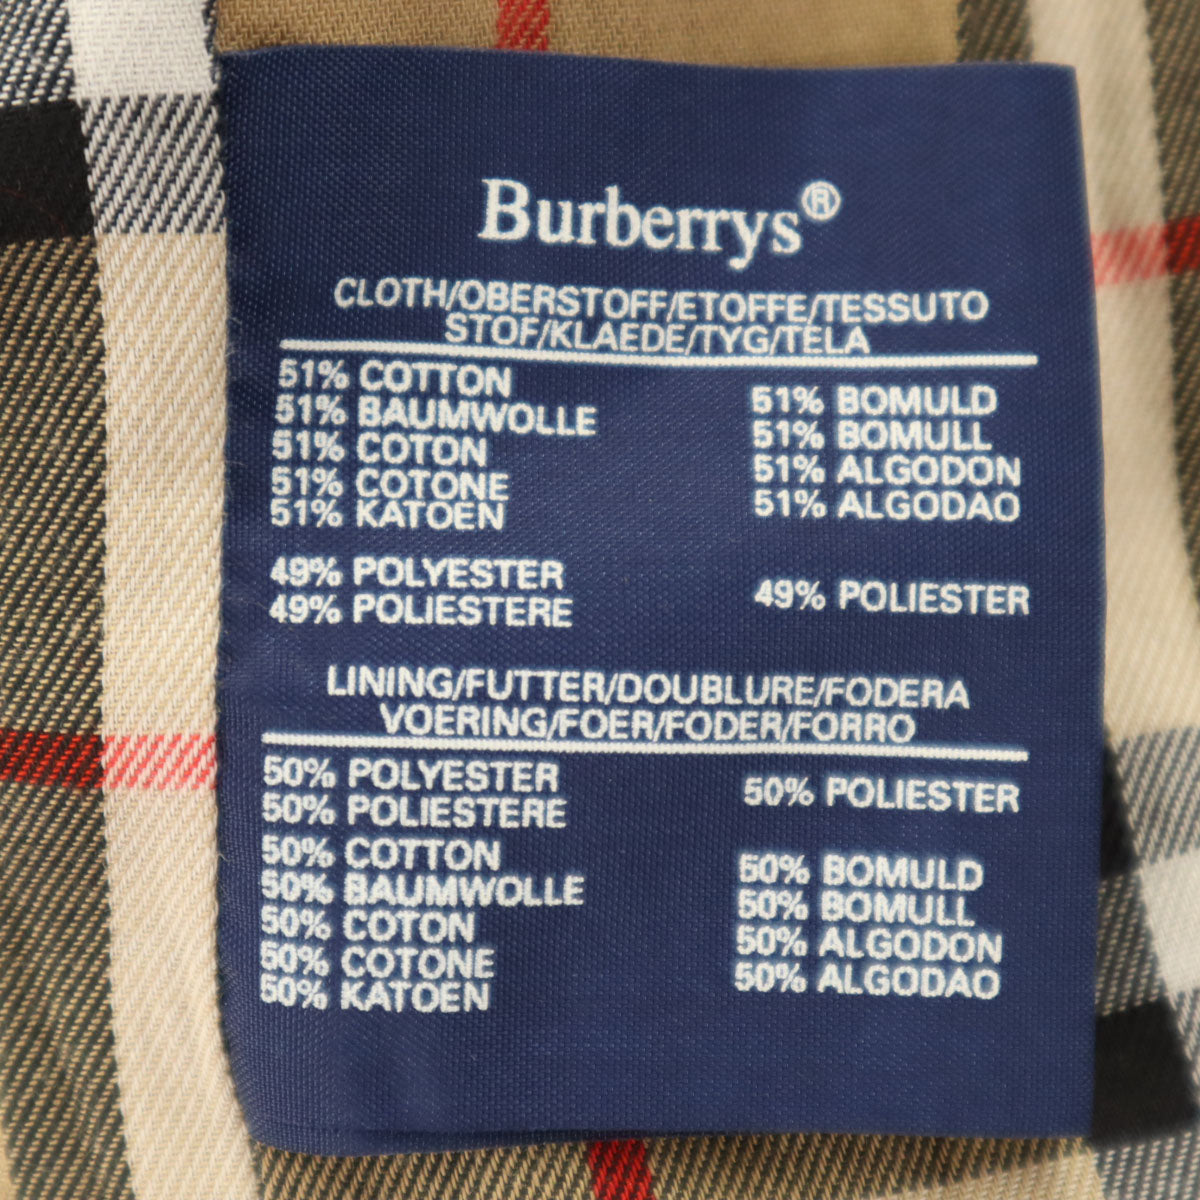 Burberrys®
CLOTH/OBERSTOFF/ETOFFE/TESSUTO
STOF/KLAEDE/TYG/TELA
51% COTTON
51% BAUMWOLLE
51% COTON
51% COTONE
51% KATOEN
51% BOMULD
51% BOMULL
51% ALGODON
51% ALGODAO
49% POLYESTER
49% POLIESTERE
49% POLIESTER
LINING/FUTTER/DOUBLURE/FODERA
VOERING/FOER/FODER/FORRO
50% POLYESTER
50% POLIESTERE
50% POLIESTER
50% COTTON
50% BAUMWOLLE
50% COTON
50% COTONE
50% KATOEN
50% BOMULD
50% BOMULL
50% ALGODON
50% ALGODAO